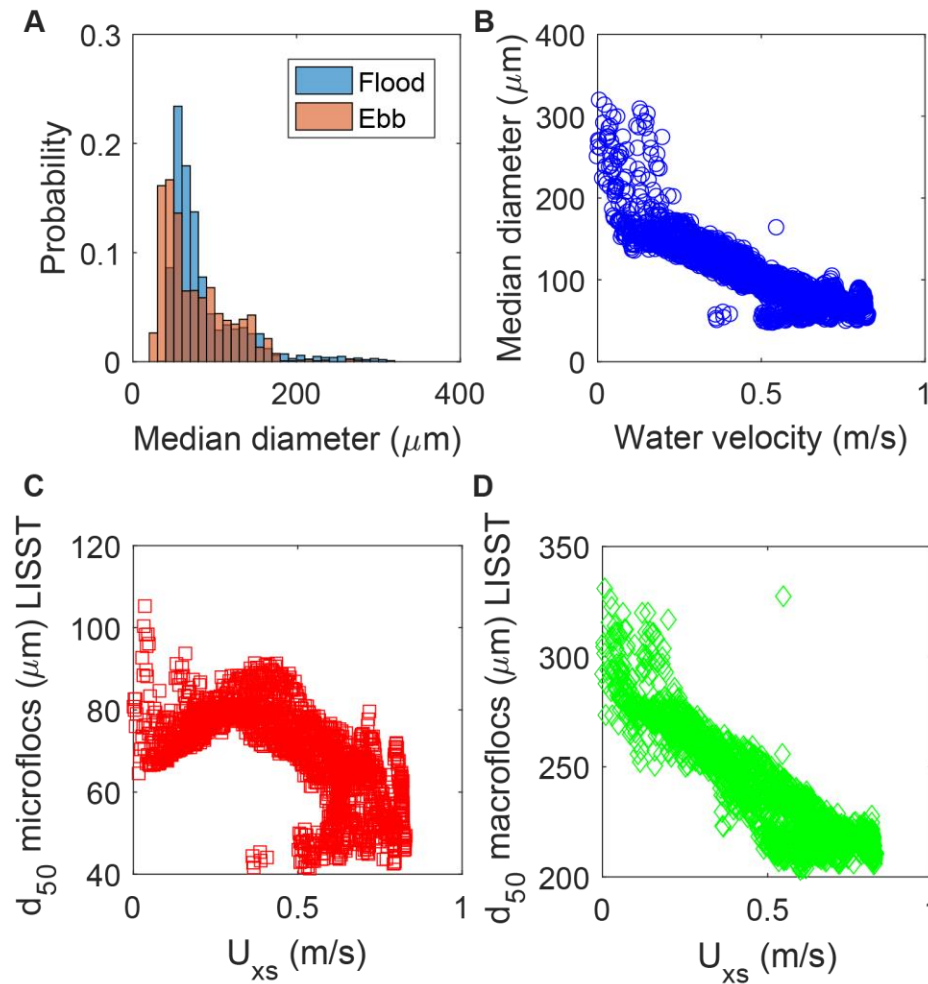 A
0.3
0.2
0.1
0
Probability
Flood
Ebb
0 200 400
Median diameter (μm)
B
400
300
200
100
0
Median diameter (μm)
0 0.5 1
Water velocity (m/s)
C
120
100
80
60
40
d50 microflocs (μm) LISST
0 0.5 1
Uxs (m/s)
D
350
300
250
200
d50 macroflocs (μm) LISST
0 0.5 1
Uxs (m/s)